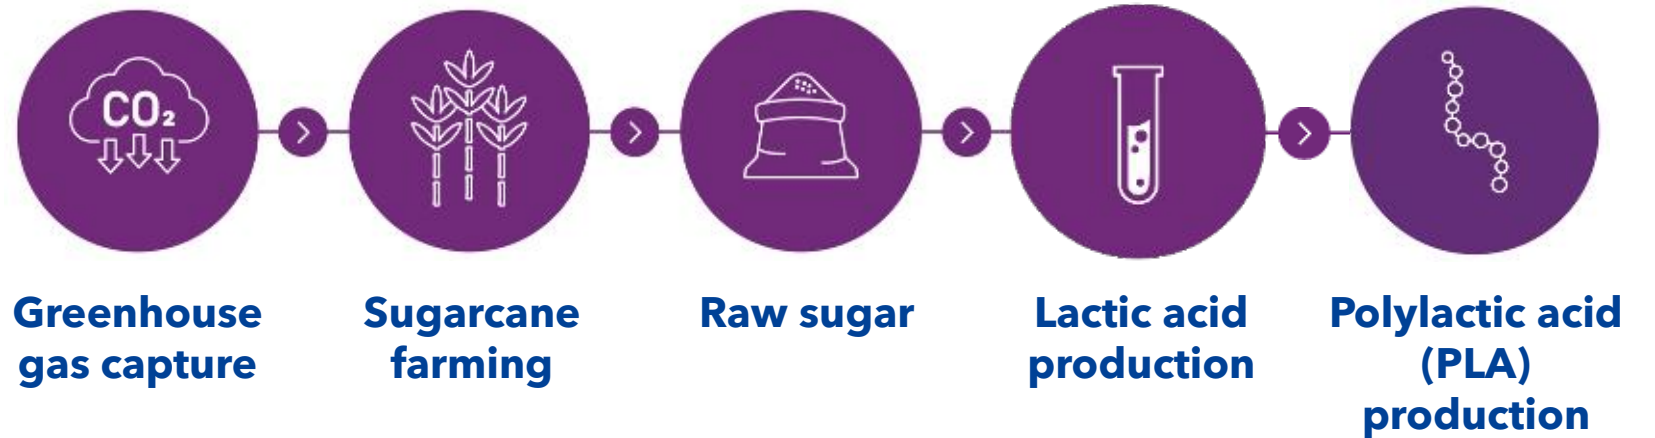 CO₂
Greenhouse
gas capture
Sugarcane
farming
Raw sugar
Lactic acid
production
Polylactic acid
(PLA)
production